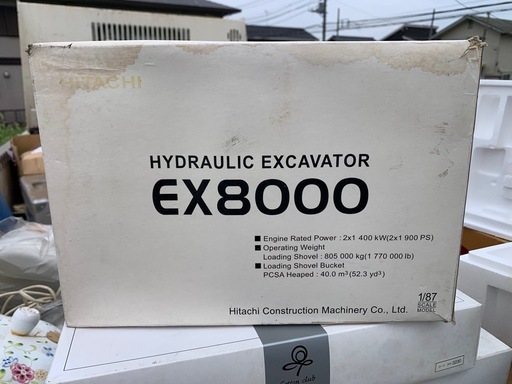 HITACHI
HYDRAULIC EXCAVATOR
EX8000
■ Engine Rated Power : 2x1 400 kW(2x1 900 PS)
■ Operating Weight
Loading Shovel : 805 000 kg(1 770 000 lb)
■ Loading Shovel Bucket
PCSA Heaped : 40.0 m³(52.3 yd³)
1/87
SCALE
MODEL
Hitachi Construction Machinery Co., Ltd.
Cotton club